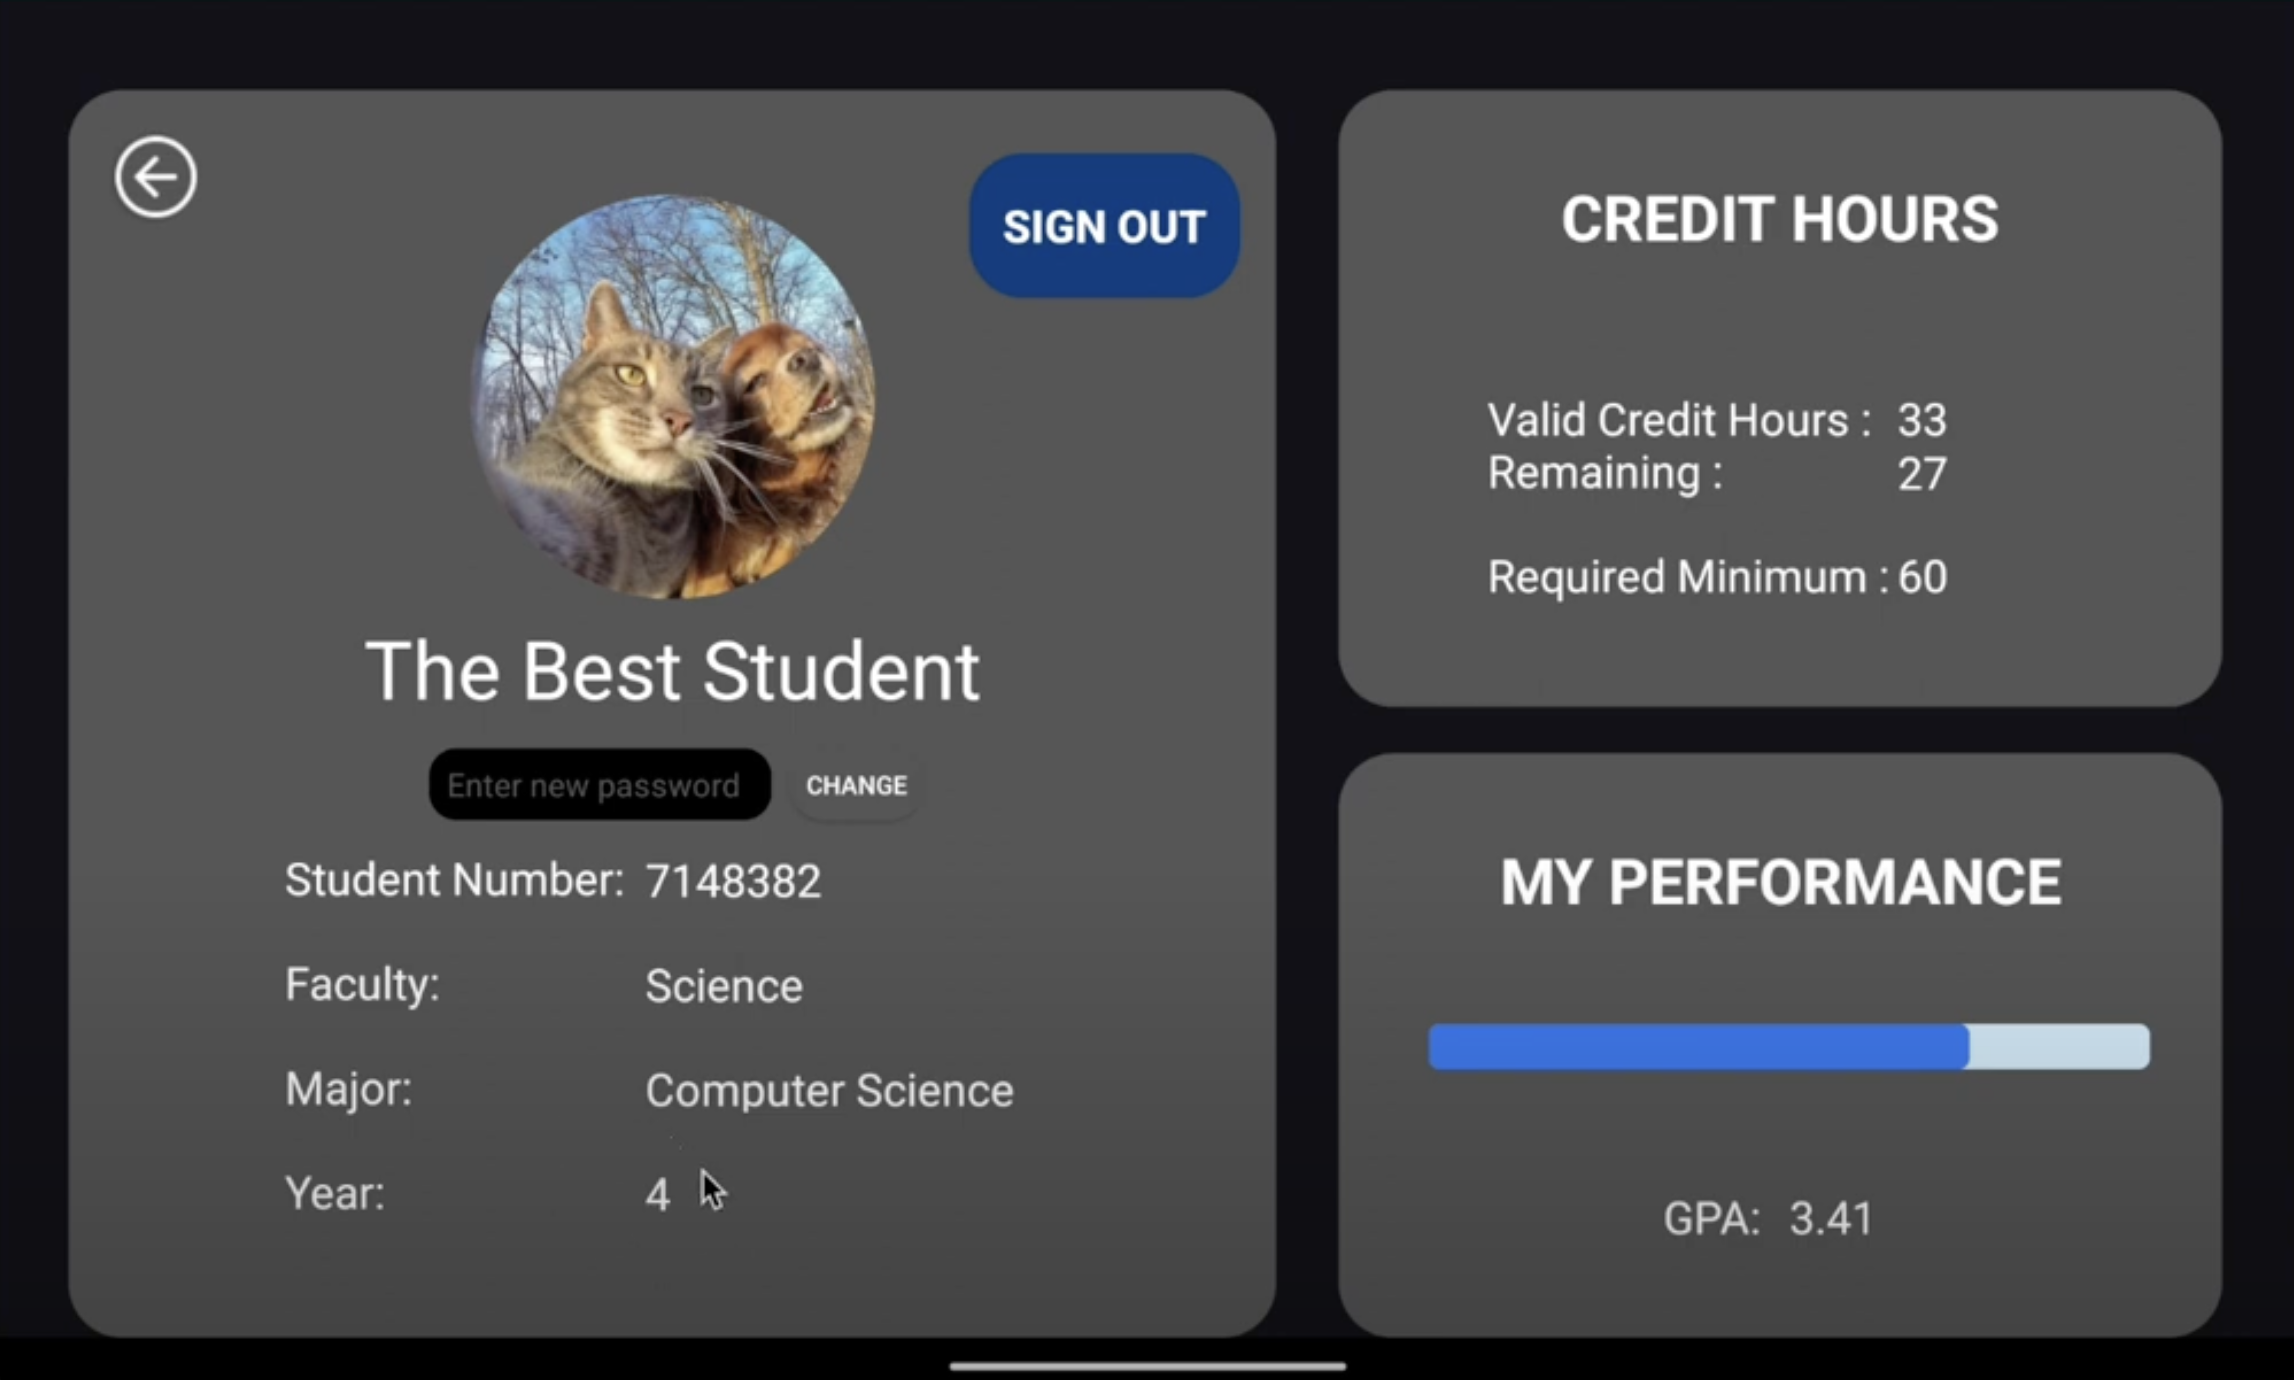 SIGN OUT
The Best Student
Enter new password
CHANGE
Student Number: 7148382
Faculty: Science
Major: Computer Science
Year: 4
CREDIT HOURS
Valid Credit Hours : 33
Remaining : 27
Required Minimum : 60
MY PERFORMANCE
GPA: 3.41